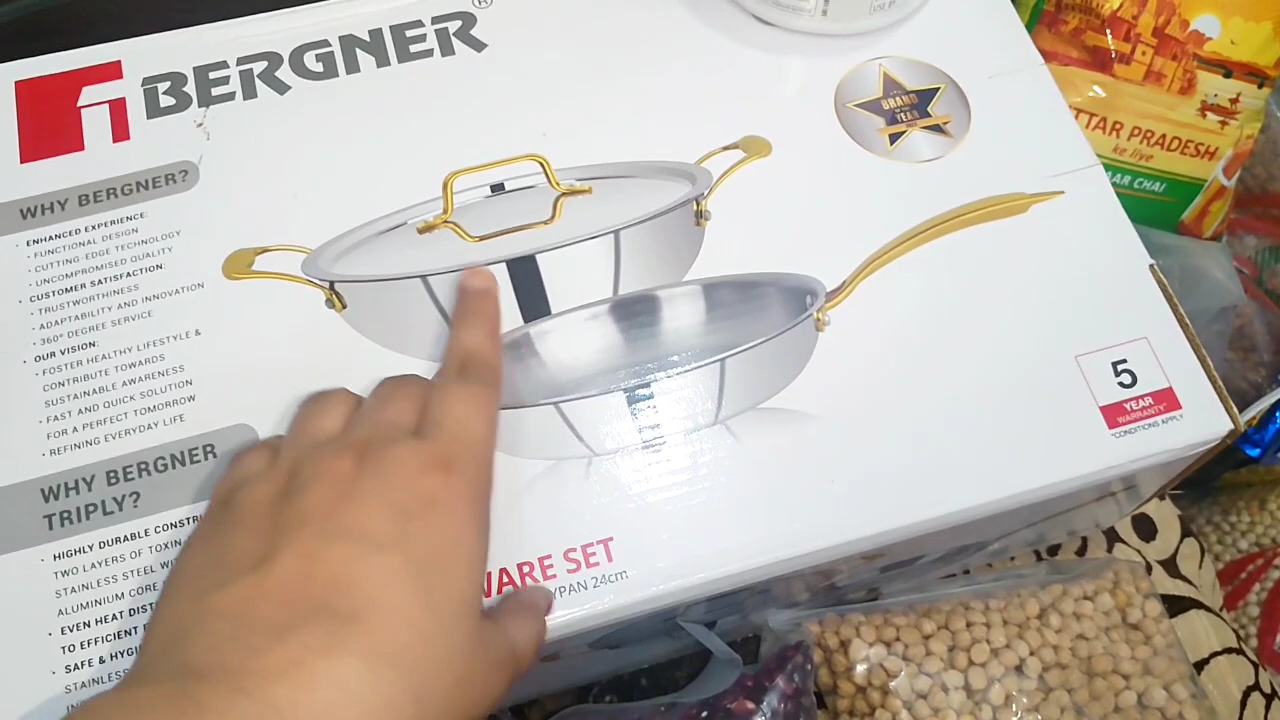 BERGNER®
WHY BERGNER?
• ENHANCED EXPERIENCE:
• FUNCTIONAL DESIGN
• CUTTING-EDGE TECHNOLOGY
• UNCOMPROMISED QUALITY
• CUSTOMER SATISFACTION:
• TRUSTWORTHINESS
• ADAPTABILITY AND INNOVATION
• 360° DEGREE SERVICE
• OUR VISION:
• FOSTER HEALTHY LIFESTYLE &
CONTRIBUTE TOWARDS
SUSTAINABLE AWARENESS
• FAST AND QUICK SOLUTION
FOR A PERFECT TOMORROW
• REFINING EVERYDAY LIFE
WHY BERGNER
TRIPLY?
• HIGHLY DURABLE CONSTR
TWO LAYERS OF TOXIN
STAINLESS STEEL WI
ALUMINIUM CORE
• EVEN HEAT DIST
TO EFFICIENT
• SAFE & HYGI
STAINLESS
WARE SET
YPAN 24cm
BRAND
OF THE
YEAR
5
YEAR
WARRANTY*
*CONDITIONS APPLY
USE BY
TTAR PRADESH
ke liye
AAR CHAI